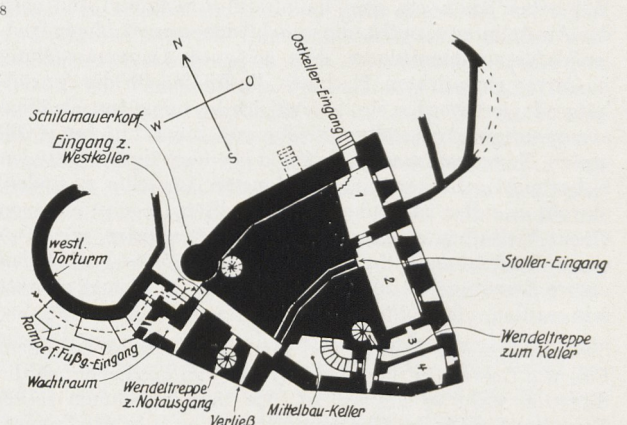 8
N
O
W
S
Ostkeller-Eingang
Schildmauerkopf
Eingang z.
Westkeller
westl.
Torturm
1
2
3
4
Stollen-Eingang
Rampe f. Fußg.-Eingang
Wachtraum
Wendeltreppe
z. Notausgang
Verließ
Mittelbau-Keller
Wendeltreppe
zum Keller